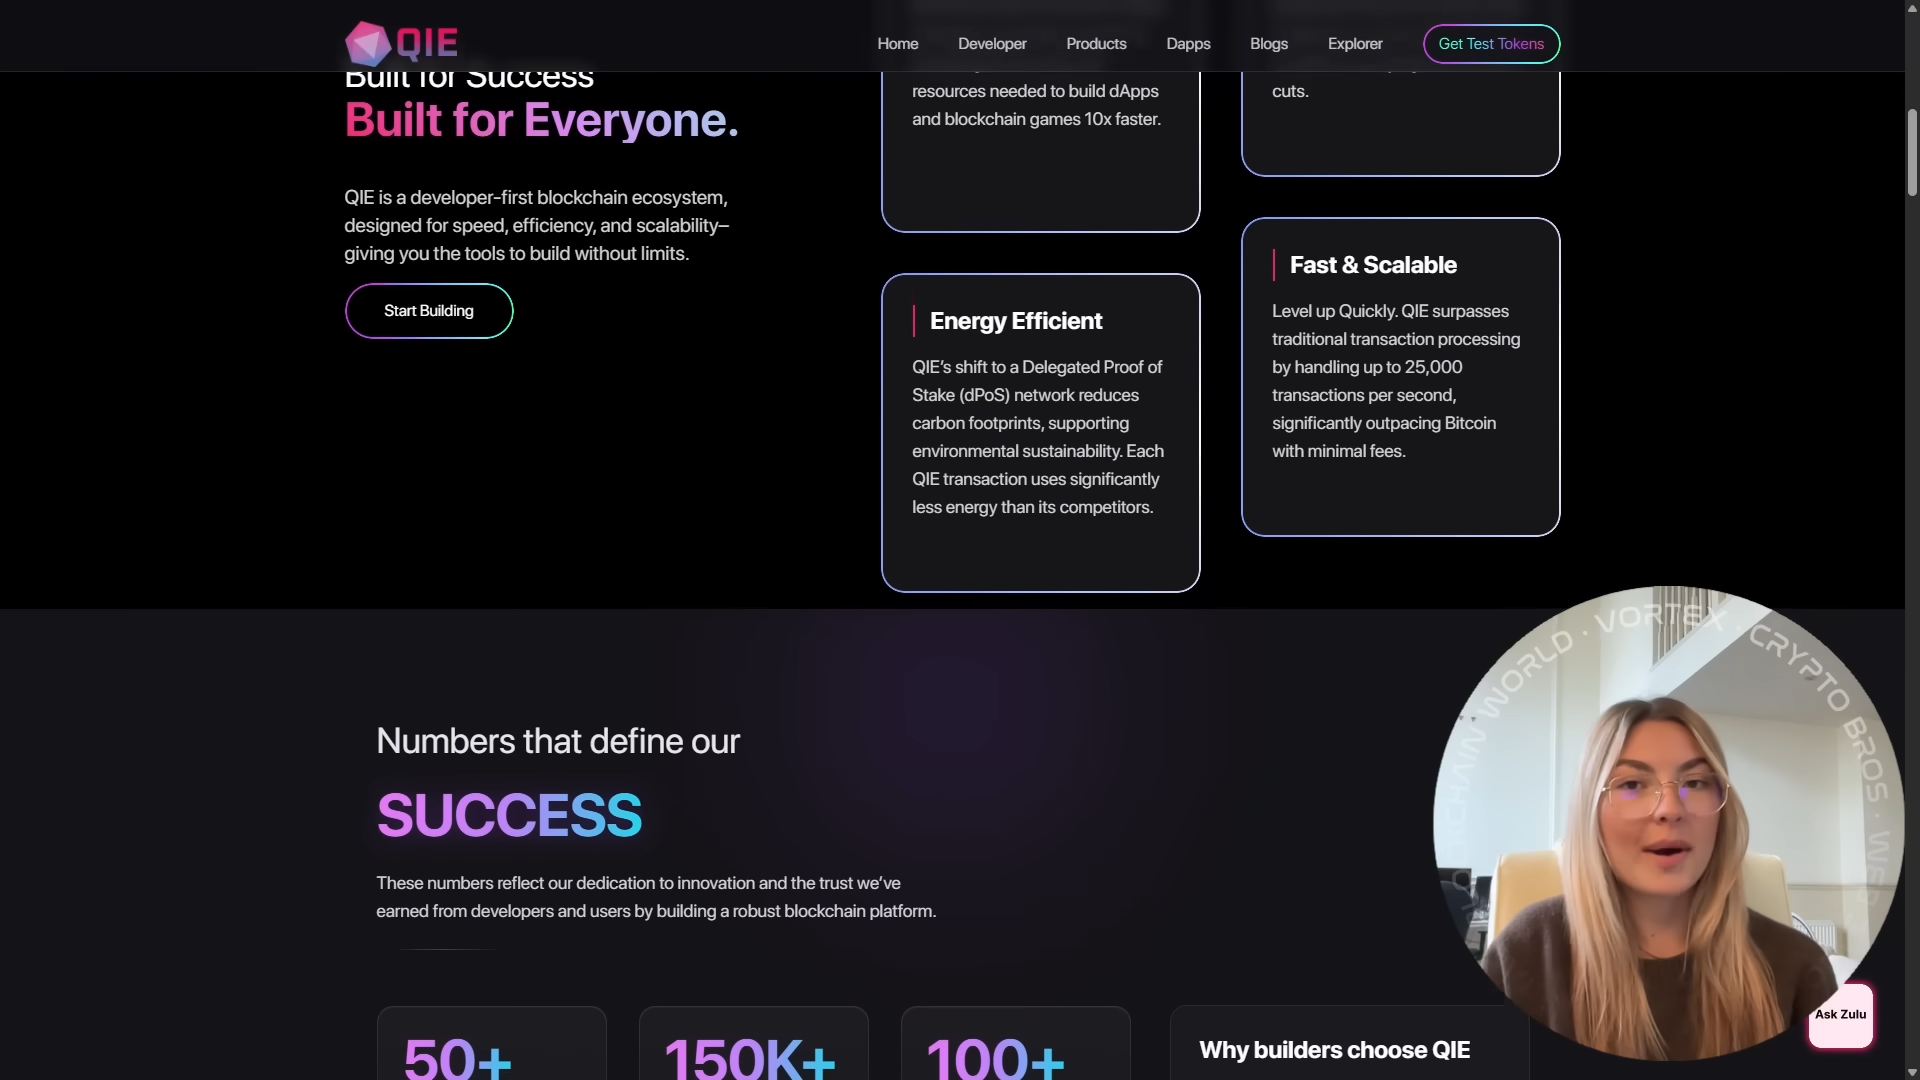 QIE
Home
Developer
Products
Dapps
Blogs
Explorer
Get Test Tokens
Built for Success
Built for Everyone.
QIE is a developer-first blockchain ecosystem,
designed for speed, efficiency, and scalability–
giving you the tools to build without limits.
Start Building
resources needed to build dApps
and blockchain games 10x faster.
cuts.
Energy Efficient
QIE’s shift to a Delegated Proof of
Stake (dPoS) network reduces
carbon footprints, supporting
environmental sustainability. Each
QIE transaction uses significantly
less energy than its competitors.
Fast & Scalable
Level up Quickly. QIE surpasses
traditional transaction processing
by handling up to 25,000
transactions per second,
significantly outpacing Bitcoin
with minimal fees.
Numbers that define our
SUCCESS
These numbers reflect our dedication to innovation and the trust we’ve
earned from developers and users by building a robust blockchain platform.
50+
150K+
100+
Why builders choose QIE
WORLD · VORTEX · CRYPTO BROS ·
Ask Zulu